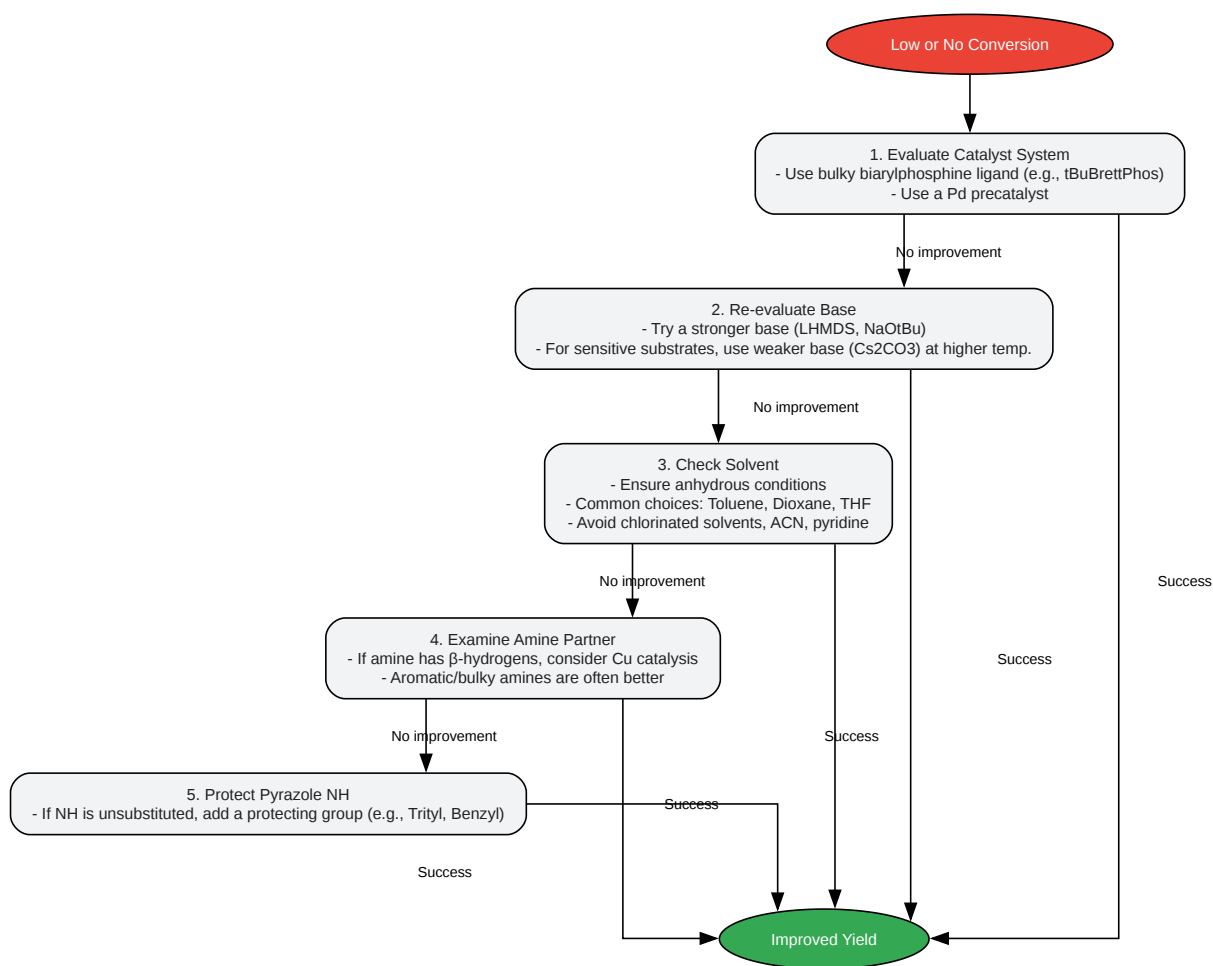 Low or No Conversion
1. Evaluate Catalyst System
- Use bulky biarylphosphine ligand (e.g., tBuBrettPhos)
- Use a Pd precatalyst
No improvement
2. Re-evaluate Base
- Try a stronger base (LHMDS, NaOtBu)
- For sensitive substrates, use weaker base (Cs2CO3) at higher temp.
No improvement
3. Check Solvent
- Ensure anhydrous conditions
- Common choices: Toluene, Dioxane, THF
- Avoid chlorinated solvents, ACN, pyridine
No improvement
Success
4. Examine Amine Partner
- If amine has β-hydrogens, consider Cu catalysis
- Aromatic/bulky amines are often better
Success
No improvement
Success
5. Protect Pyrazole NH
- If NH is unsubstituted, add a protecting group (e.g., Trityl, Benzyl)
Success
Success
Improved Yield